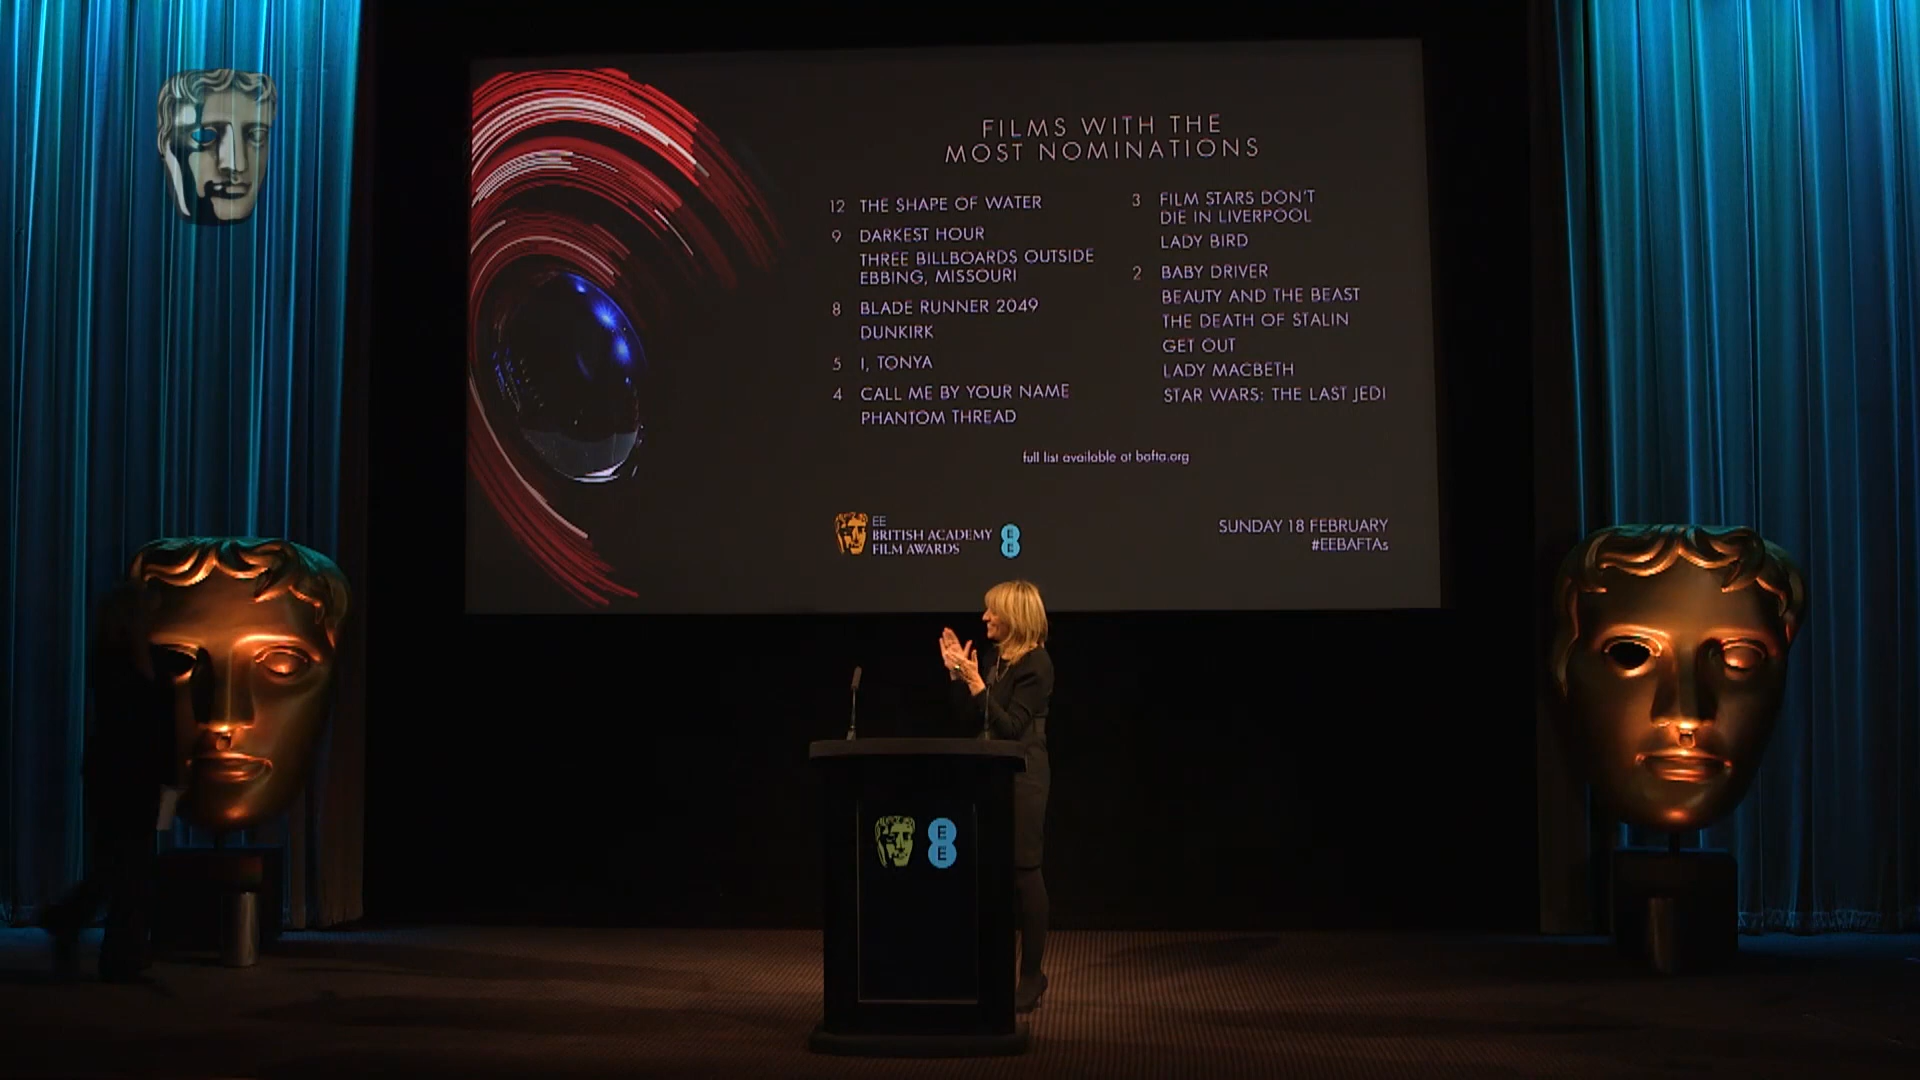 FILMS WITH THE
MOST NOMINATIONS
12 THE SHAPE OF WATER
9 DARKEST HOUR
THREE BILLBOARDS OUTSIDE
EBBING, MISSOURI
8 BLADE RUNNER 2049
DUNKIRK
5 I, TONYA
4 CALL ME BY YOUR NAME
PHANTOM THREAD
3 FILM STARS DON'T
DIE IN LIVERPOOL
LADY BIRD
2 BABY DRIVER
BEAUTY AND THE BEAST
THE DEATH OF STALIN
GET OUT
LADY MACBETH
STAR WARS: THE LAST JEDI
full list available at bafta.org
EE
BRITISH ACADEMY
FILM AWARDS
E
E
SUNDAY 18 FEBRUARY
#EEBAFTAs
E
E